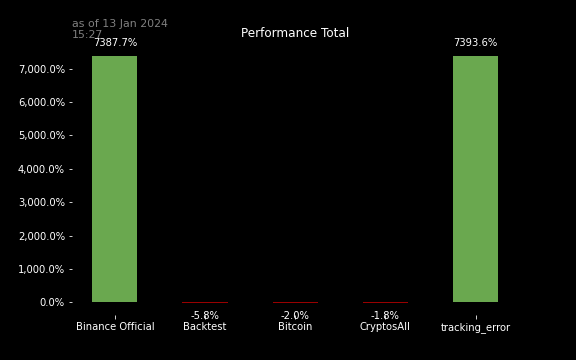 as of 13 Jan 2024
15:27
Performance Total
7387.7%
7393.6%
7,000.0%
6,000.0%
5,000.0%
4,000.0%
3,000.0%
2,000.0%
1,000.0%
0.0%
-5.8%
-2.0%
-1.8%
Binance Official
Backtest
Bitcoin
CryptosAll
tracking_error